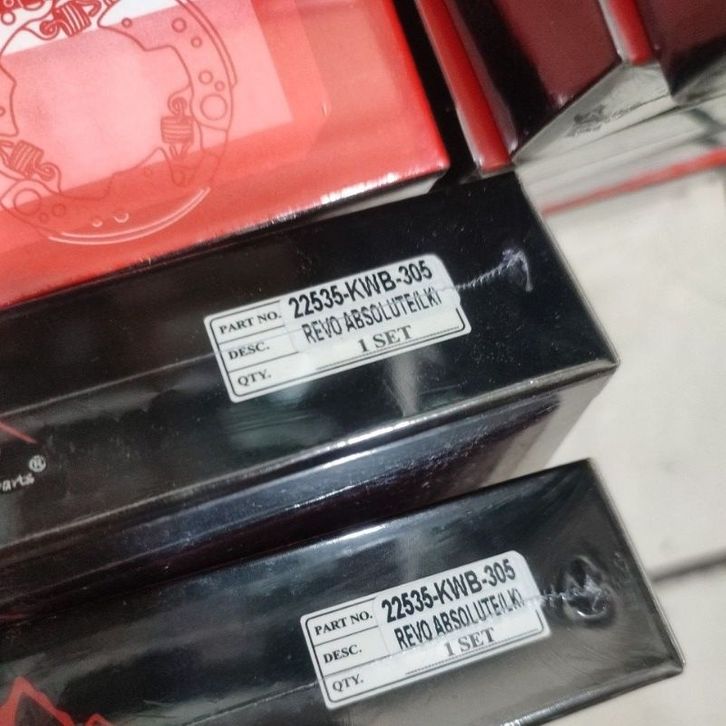 PART NO. 22535-KWB-305
DESC. REVO ABSOLUTE(LK)
QTY. 1 SET
arts®
PART NO. 22535-KWB-305
DESC. REVO ABSOLUTE(LK)
QTY. 1 SET